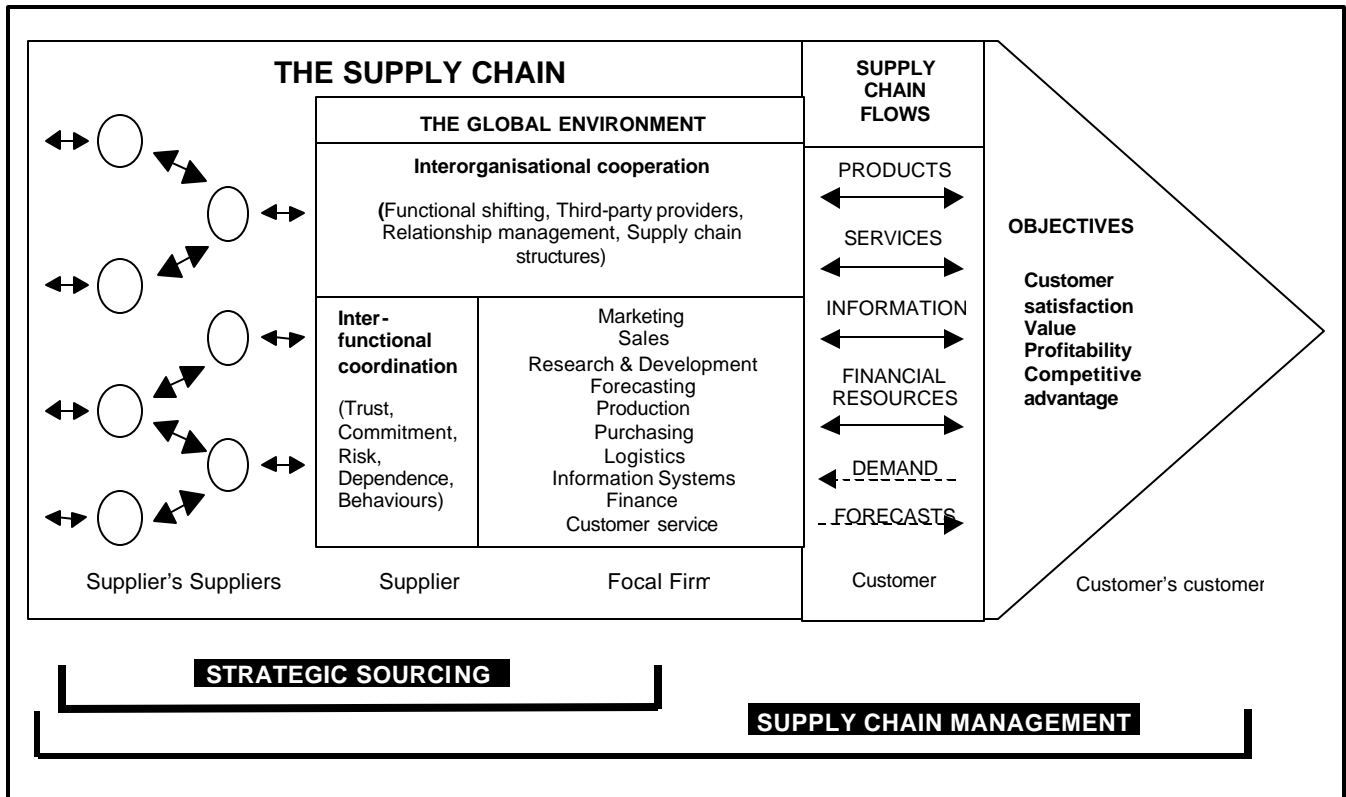 THE SUPPLY CHAIN
THE GLOBAL ENVIRONMENT
Interorganisational cooperation
(Functional shifting, Third-party providers,
Relationship management, Supply chain
structures)
Inter-
functional
coordination
(Trust,
Commitment,
Risk,
Dependence,
Behaviours)
Marketing
Sales
Research & Development
Forecasting
Production
Purchasing
Logistics
Information Systems
Finance
Customer service
SUPPLY
CHAIN
FLOWS
PRODUCTS
SERVICES
INFORMATION
FINANCIAL
RESOURCES
DEMAND
FORECASTS
OBJECTIVES
Customer
satisfaction
Value
Profitability
Competitive
advantage
Supplier's Suppliers
Supplier
Focal Firm
Customer
Customer's customer
STRATEGIC SOURCING
SUPPLY CHAIN MANAGEMENT